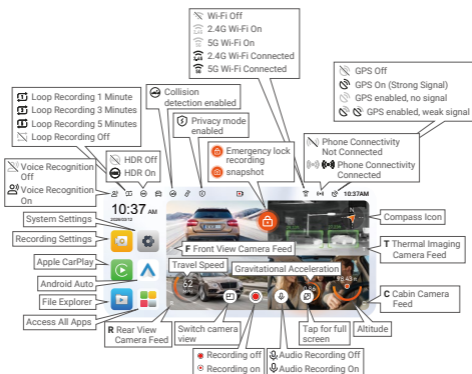 Wi-Fi Off
2.4G Wi-Fi On
5G Wi-Fi On
2.4G Wi-Fi Connected
5G Wi-Fi Connected
GPS Off
GPS On (Strong Signal)
GPS enabled, no signal
GPS enabled, weak signal
Loop Recording 1 Minute
Loop Recording 3 Minutes
Loop Recording 5 Minutes
Loop Recording Off
Collision
detection enabled
Privacy mode
enabled
Emergency lock
recording
snapshot
Phone Connectivity
Not Connected
Phone Connectivity
Connected
Voice Recognition
Off
Voice Recognition
On
HDR Off
HDR On
10:37AM
10:37 AM
System Settings
Recording Settings
Apple CarPlay
Android Auto
File Explorer
Access All Apps
Compass Icon
F Front View Camera Feed
T Thermal Imaging
Camera Feed
Travel Speed
Gravitational Acceleration
62
C Cabin Camera
Feed
R Rear View
Camera Feed
Switch camera
view
Tap for full
screen
Altitude
Recording off
Recording on
Audio Recording Off
Audio Recording On